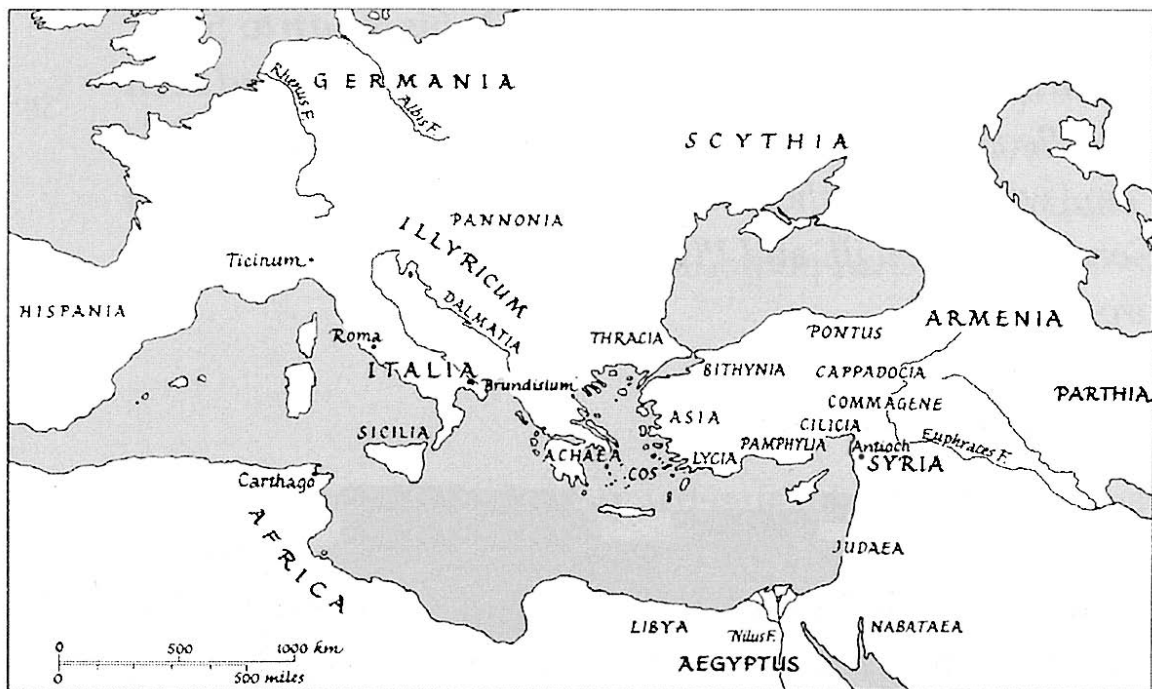 GERMANIA
Rhenus F.
Albis F.
SCYTHIA
PANNONIA
ILLYRICUM
Ticinum
DALMATIA
HISPANIA
Roma
ITALIA
Brundisium
THRACIA
PONTUS
ARMENIA
BITHYNIA
CAPPADOCIA
PARTHIA
COMMAGENE
ASIA
CILICIA
SICILIA
ACHAEA
LYCIA
PAMPHYLIA
Antioch
Euphrates F.
SYRIA
COS
Carthago
AFRICA
JUDAEA
LIBYA
Nilus F.
NABATAEA
AEGYPTUS
0 500 1000 km
0 500 miles